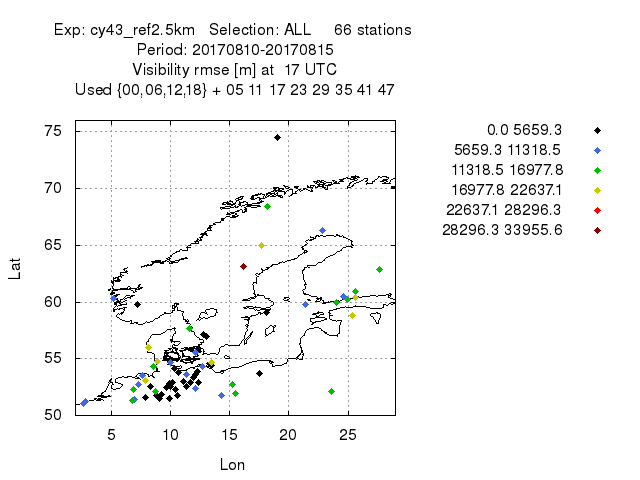 Exp: cy43_ref2.5km Selection: ALL 66 stations
Period: 20170810-20170815
Visibility rmse [m] at 17 UTC
Used {00,06,12,18} + 05 11 17 23 29 35 41 47
0.0 5659.3
5659.3 11318.5
11318.5 16977.8
16977.8 22637.1
22637.1 28296.3
28296.3 33955.6
75
70
65
60
55
50
Lat
5 10 15 20 25
Lon